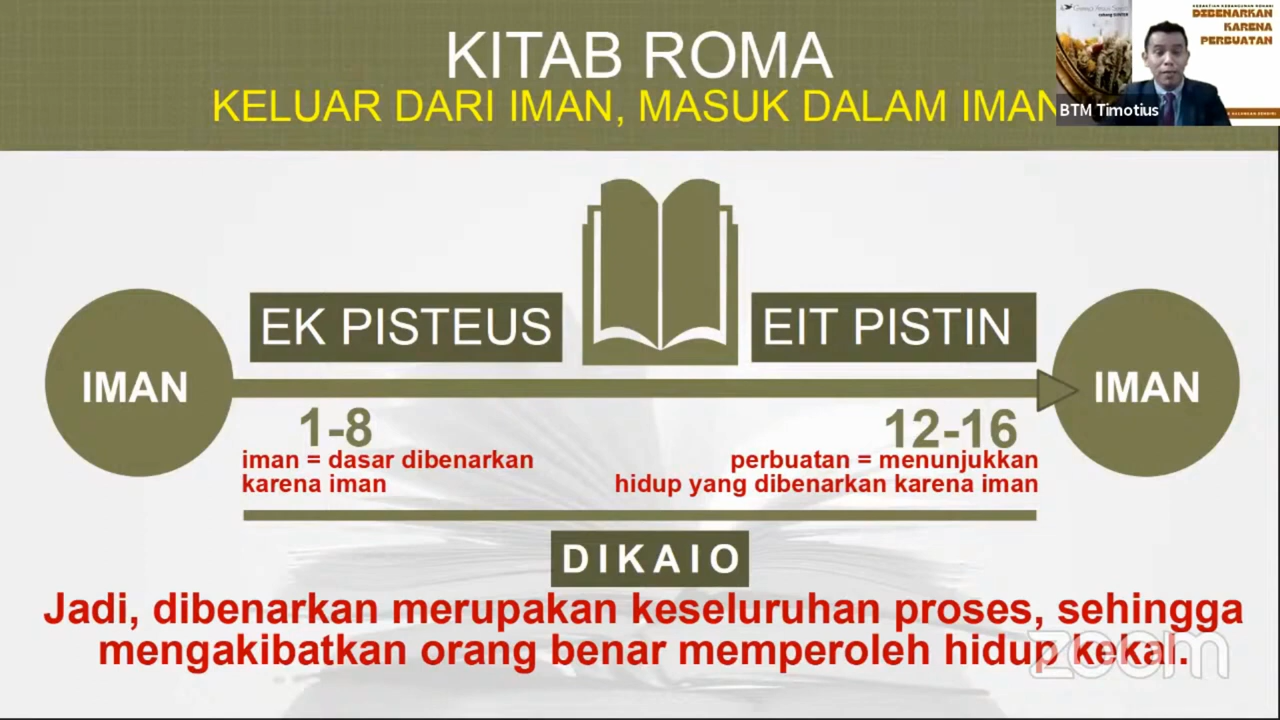 KITAB ROMA
KELUAR DARI IMAN, MASUK DALAM IMAN
DIBENARKAN
KARENA
PERBUATAN
BTM Timotius
EK PISTEUS
EIT PISTIN
IMAN
IMAN
1-8
12-16
iman = dasar dibenarkan
karena iman
perbuatan = menunjukkan
hidup yang dibenarkan karena iman
DIKAIO
Jadi, dibenarkan merupakan keseluruhan proses, sehingga
mengakibatkan orang benar memperoleh hidup kekal.
zoom